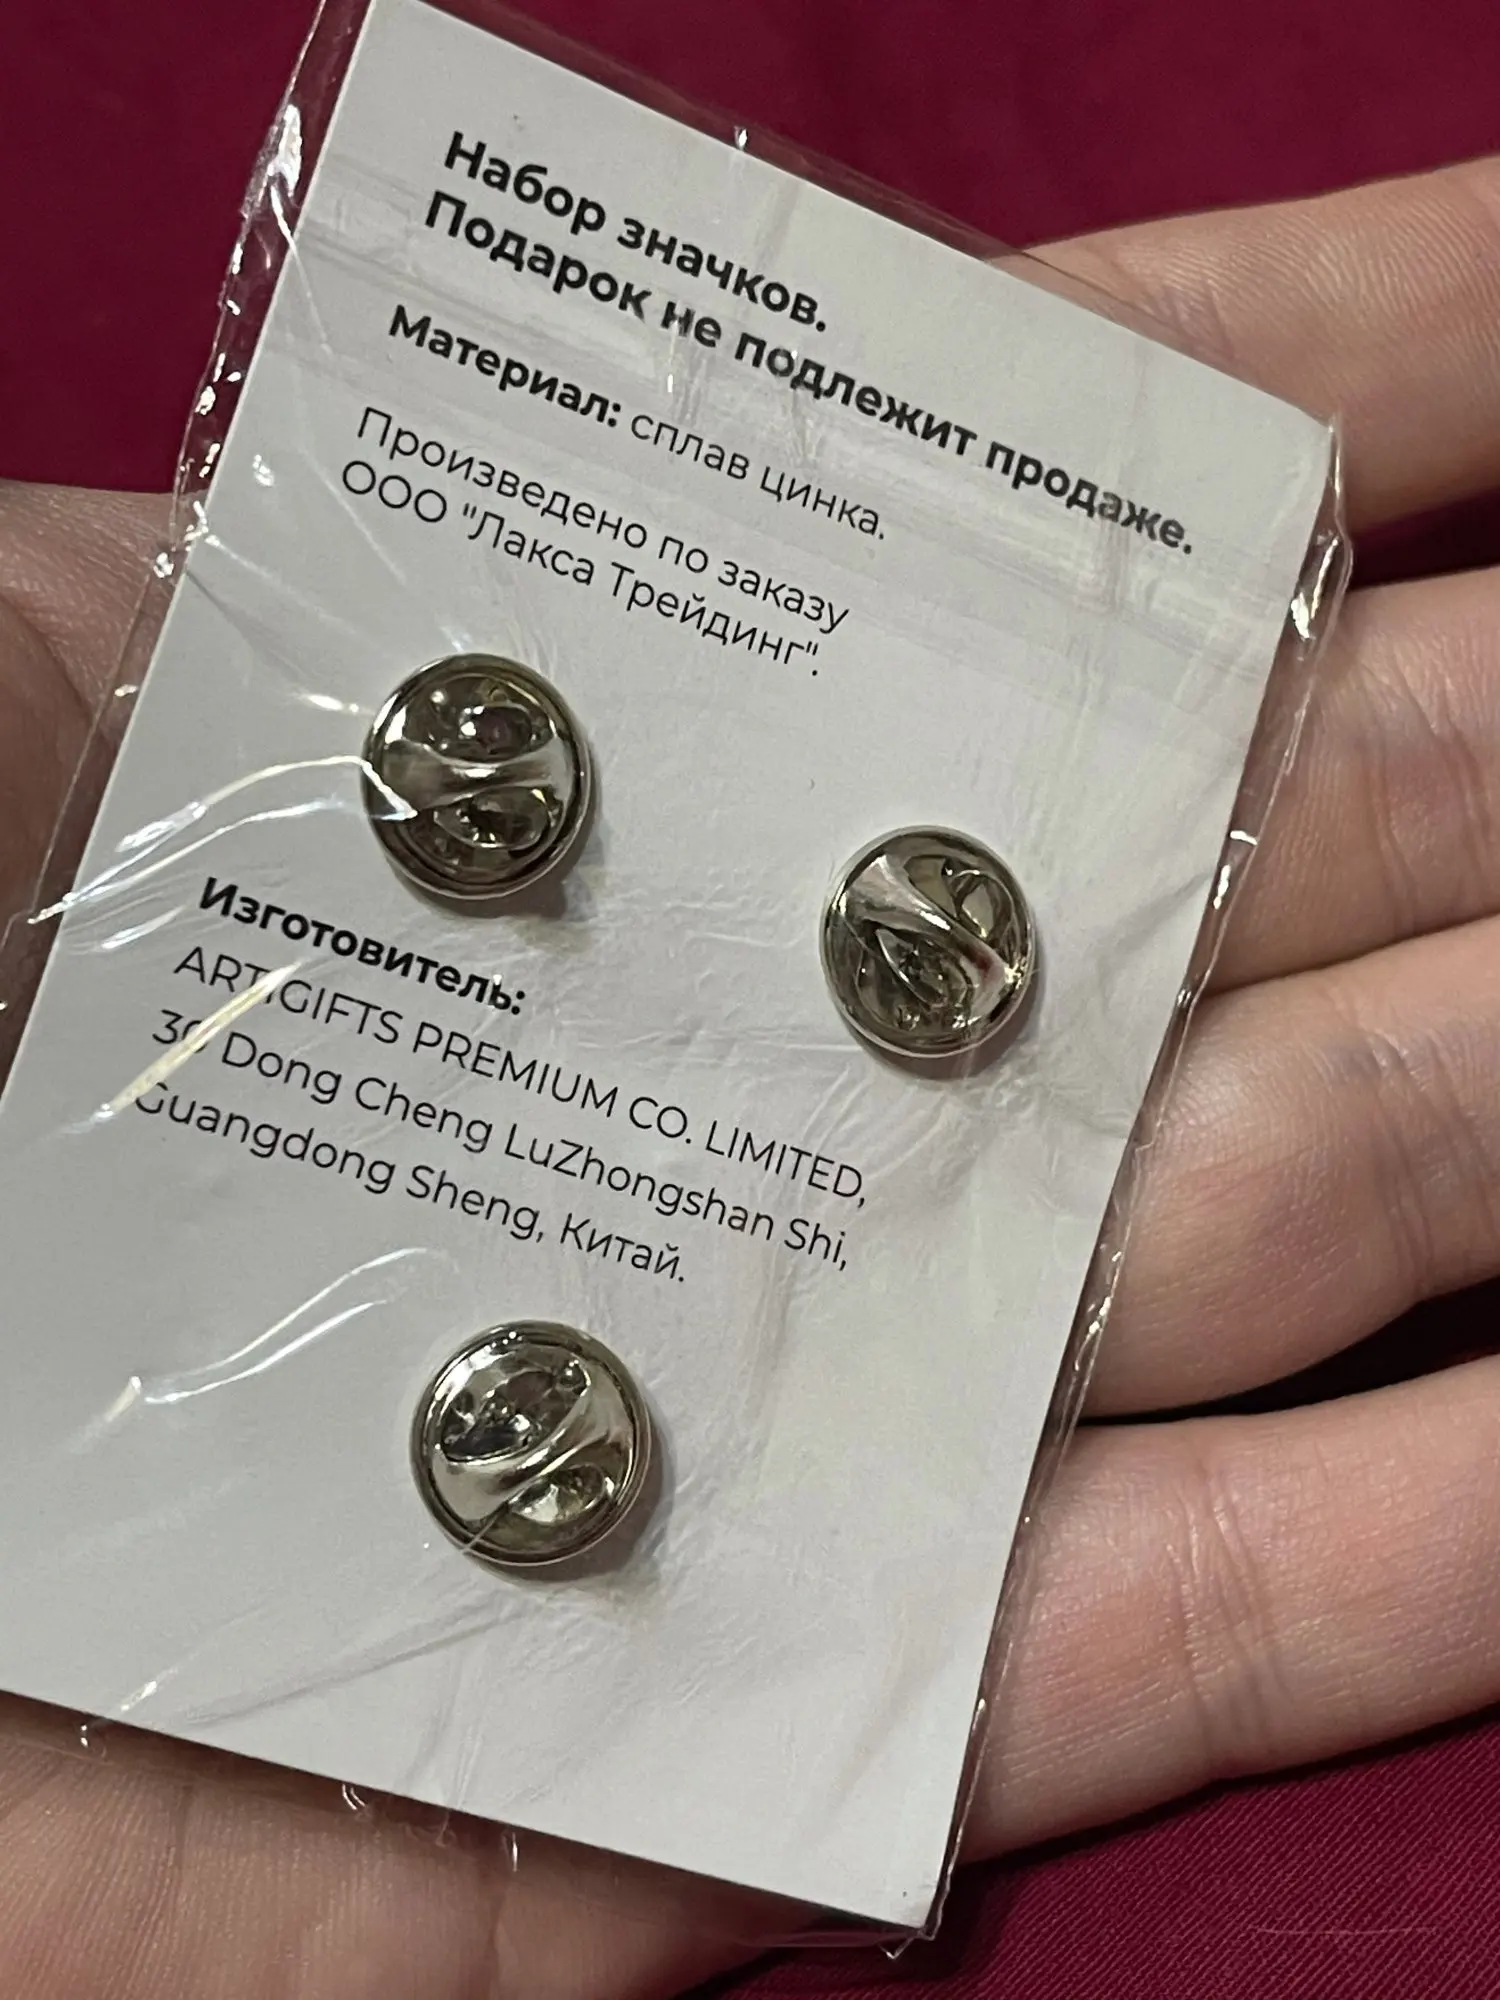 Набор значков.
Подарок не подлежит продаже.
Материал: сплав цинка.
Произведено по заказу
ООО "Лакса Трейдинг".
Изготовитель:
ARTIGIFTS PREMIUM CO. LIMITED,
30 Dong Cheng LuZhongshan Shi,
Guangdong Sheng, Китай.